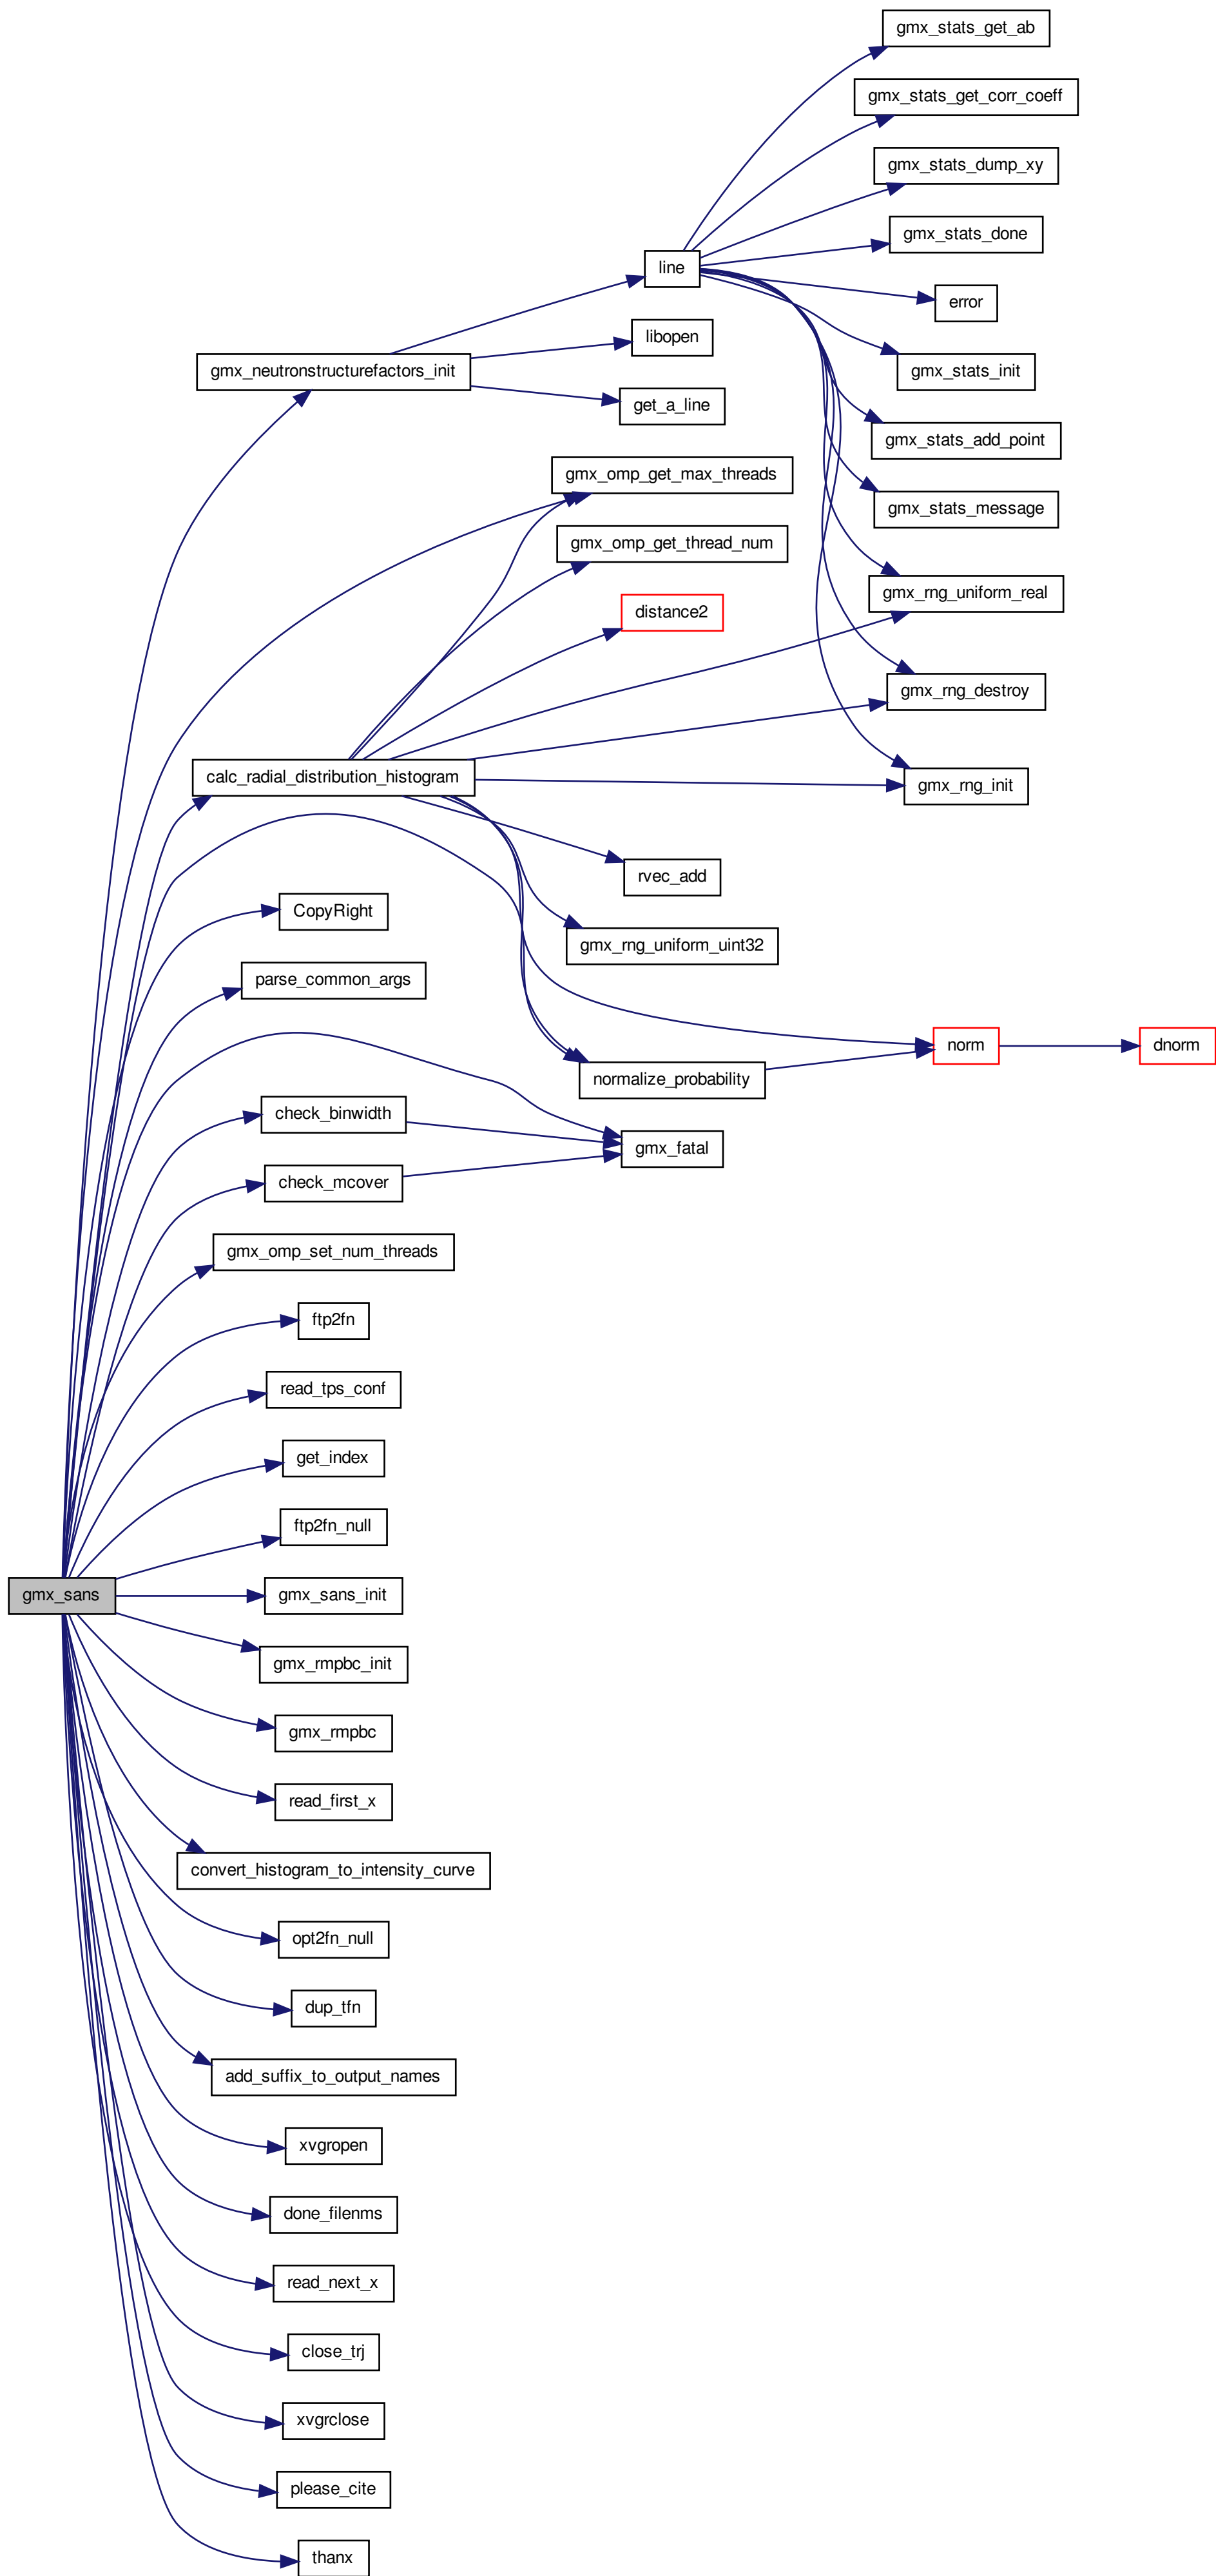 gmx_stats_get_ab
gmx_stats_get_corr_coeff
gmx_stats_dump_xy
gmx_stats_done
line
error
libopen
gmx_neutronstructurefactors_init
gmx_stats_init
get_a_line
gmx_stats_add_point
gmx_omp_get_max_threads
gmx_stats_message
gmx_omp_get_thread_num
gmx_rng_uniform_real
distance2
gmx_rng_destroy
calc_radial_distribution_histogram
gmx_rng_init
rvec_add
CopyRight
gmx_rng_uniform_uint32
parse_common_args
norm
dnorm
normalize_probability
check_binwidth
gmx_fatal
check_mcover
gmx_omp_set_num_threads
ftp2fn
read_tps_conf
get_index
ftp2fn_null
gmx_sans
gmx_sans_init
gmx_rmpbc_init
gmx_rmpbc
read_first_x
convert_histogram_to_intensity_curve
opt2fn_null
dup_tfn
add_suffix_to_output_names
xvgropen
done_filenms
read_next_x
close_trj
xvgrclose
please_cite
thanx